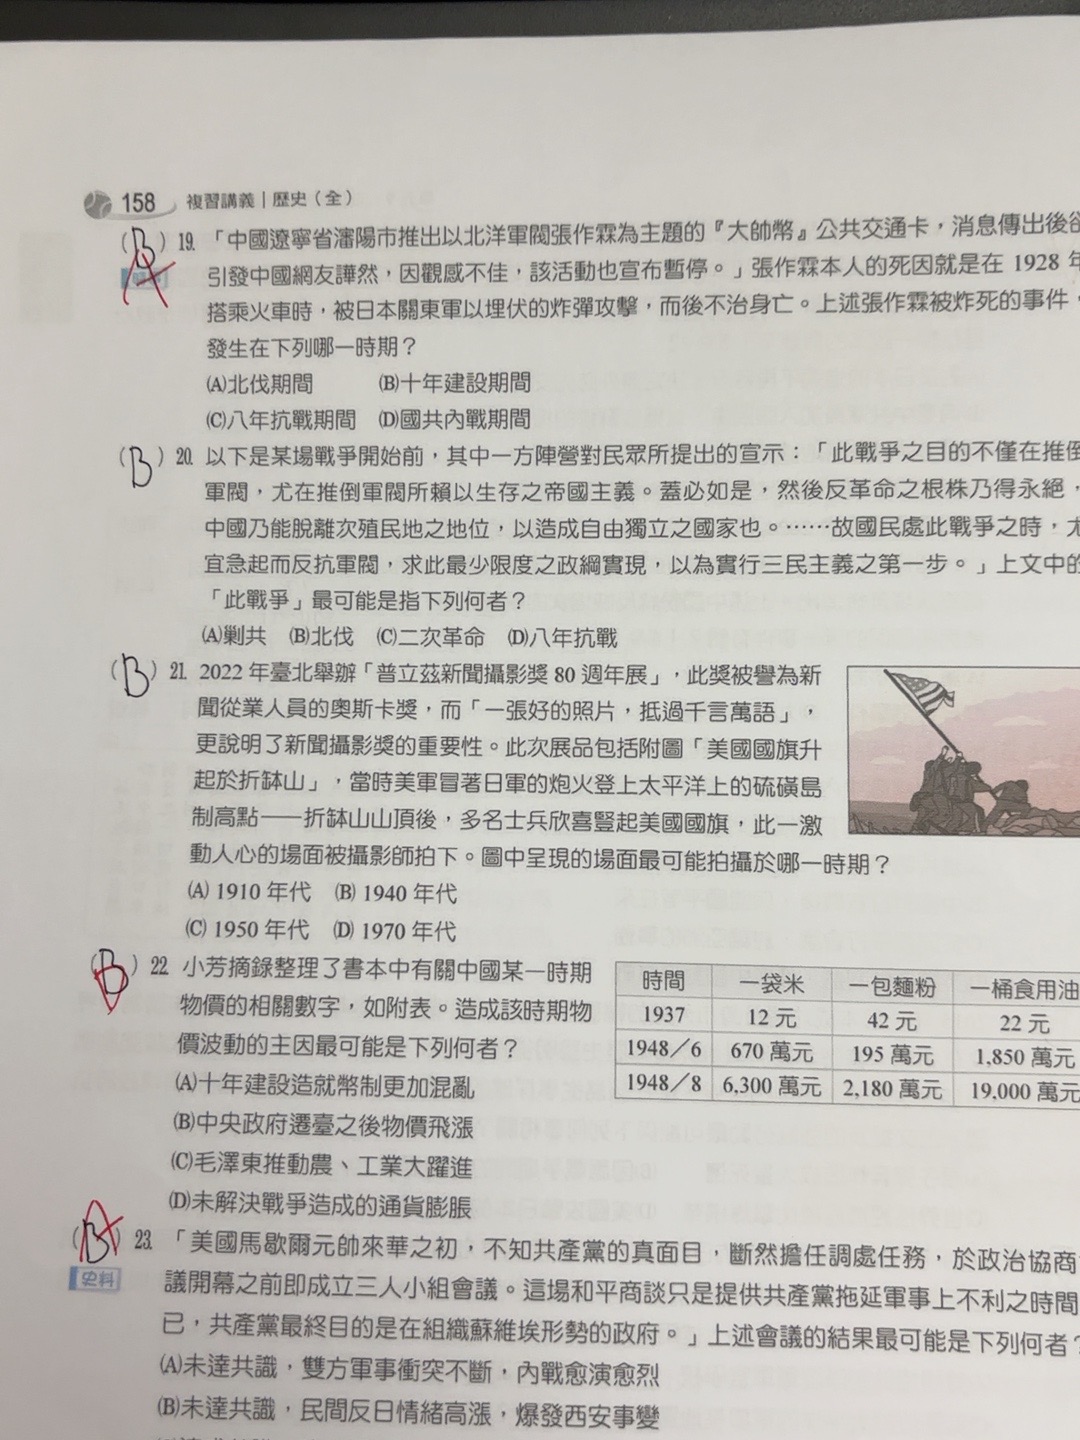 158 複習講義|歷史(全)
(B) 19. 「中國遼寧省瀋陽市推出以北洋軍閥張作霖為主題的『大帥幣』公共交通卡，消息傳出後卻
A
引發中國網友譁然，因觀感不佳，該活動也宣布暫停。」張作霖本人的死因就是在 1928 年
搭乘火車時，被日本關東軍以埋伏的炸彈攻擊，而後不治身亡。上述張作霖被炸死的事件，
發生在下列哪一時期？
(A)北伐期間 (B)十年建設期間
(C)八年抗戰期間 (D)國共內戰期間
(B) 20. 以下是某場戰爭開始前，其中一方陣營對民眾所提出的宣示：「此戰爭之目的不僅在推倒
軍閥，尤在推倒軍閥所賴以生存之帝國主義。蓋必如是，然後反革命之根株乃得永絕，
中國乃能脫離次殖民地之地位，以造成自由獨立之國家也。……故國民處此戰爭之時，尤
宜急起而反抗軍閥，求此最少限度之政綱實現，以為實行三民主義之第一步。」上文中的
「此戰爭」最可能是指下列何者？
(A)剿共 (B)北伐 (C)二次革命 (D)八年抗戰
(B) 21. 2022 年臺北舉辦「普立茲新聞攝影獎 80 週年展」，此獎被譽為新
聞從業人員的奧斯卡獎，而「一張好的照片，抵過千言萬語」，
更說明了新聞攝影獎的重要性。此次展品包括附圖「美國國旗升
起於折缽山」，當時美軍冒著日軍的炮火登上太平洋上的硫磺島
制高點——折缽山山頂後，多名士兵欣喜豎起美國國旗，此一激
動人心的場面被攝影師拍下。圖中呈現的場面最可能拍攝於哪一時期？
(A) 1910 年代 (B) 1940 年代
(C) 1950 年代 (D) 1970 年代
(B) 22. 小芳摘錄整理了書本中有關中國某一時期
D
物價的相關數字，如附表。造成該時期物
價波動的主因最可能是下列何者？
(A)十年建設造就幣制更加混亂
(B)中央政府遷臺之後物價飛漲
(C)毛澤東推動農、工業大躍進
(D)未解決戰爭造成的通貨膨脹
時間 一袋米 一包麵粉 一桶食用油
1937 12 元 42 元 22 元
1948／6 670 萬元 195 萬元 1,850 萬元
1948／8 6,300 萬元 2,180 萬元 19,000 萬元
(B) 23. 「美國馬歇爾元帥來華之初，不知共產黨的真面目，斷然擔任調處任務，於政治協商
A
史料
議開幕之前即成立三人小組會議。這場和平商談只是提供共產黨拖延軍事上不利之時間
已，共產黨最終目的是在組織蘇維埃形勢的政府。」上述會議的結果最可能是下列何者？
(A)未達共識，雙方軍事衝突不斷，內戰愈演愈烈
(B)未達共識，民間反日情緒高漲，爆發西安事變